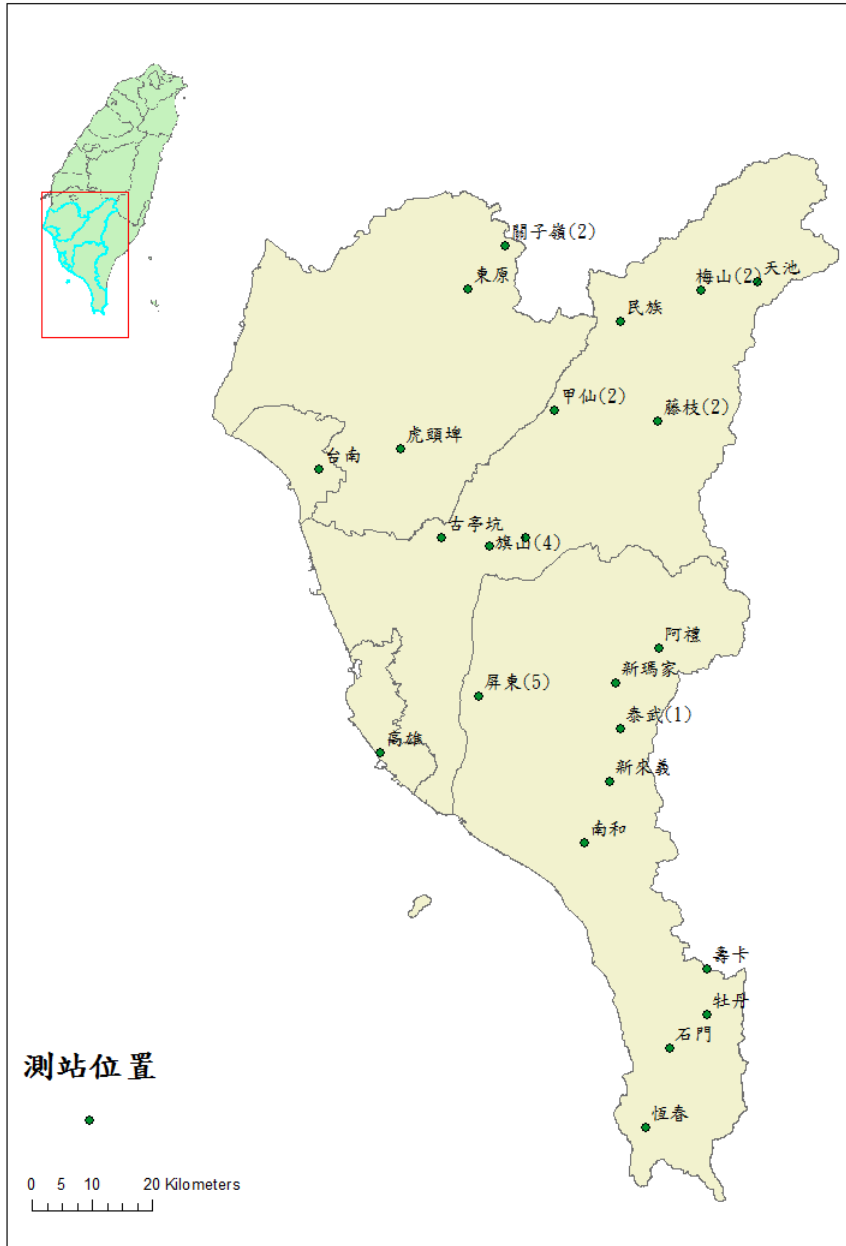 關子嶺(2)
東原
梅山(2)
天池
民族
甲仙(2)
藤枝(2)
虎頭埤
台南
古亭坑
旗山(4)
阿禮
新瑪家
屏東(5)
泰武(1)
高雄
新來義
南和
壽卡
牡丹
石門
測站位置
恆春
0 5 10 20 Kilometers